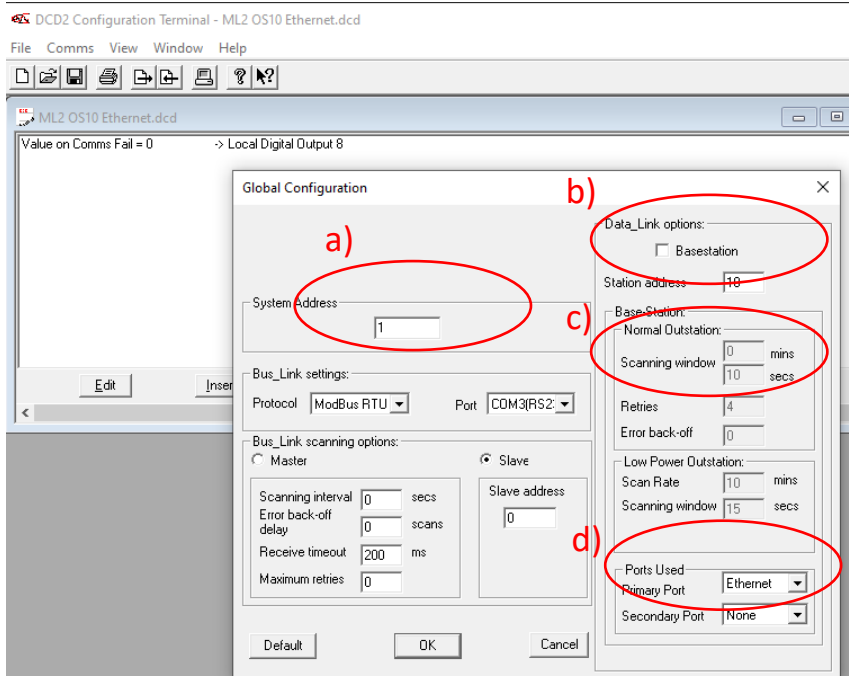 DCD2 Configuration Terminal - ML2 OS10 Ethernet.dcd
File Comms View Window Help
ML2 OS10 Ethernet.dcd
Value on Comms Fail = 0 -> Local Digital Output 8
Edit
Global Configuration
a)
System Address
1
Bus_Link settings:
Protocol ModBus RTU Port COM3(RS2
Bus_Link scanning options:
Master Slave
Scanning interval 0 secs
Error back-off
delay 0 scans
Receive timeout 200 ms
Maximum retries 0
Slave address
0
Default OK Cancel
b)
Data_Link options:
Basestation
Station address
c)
Base-Station:
Normal Outstation:
Scanning window 0 mins
10 secs
Retries 4
Error back-off 0
Low Power Outstation:
Scan Rate 10 mins
Scanning window 15 secs
d)
Ports Used
Primary Port Ethernet
Secondary Port None